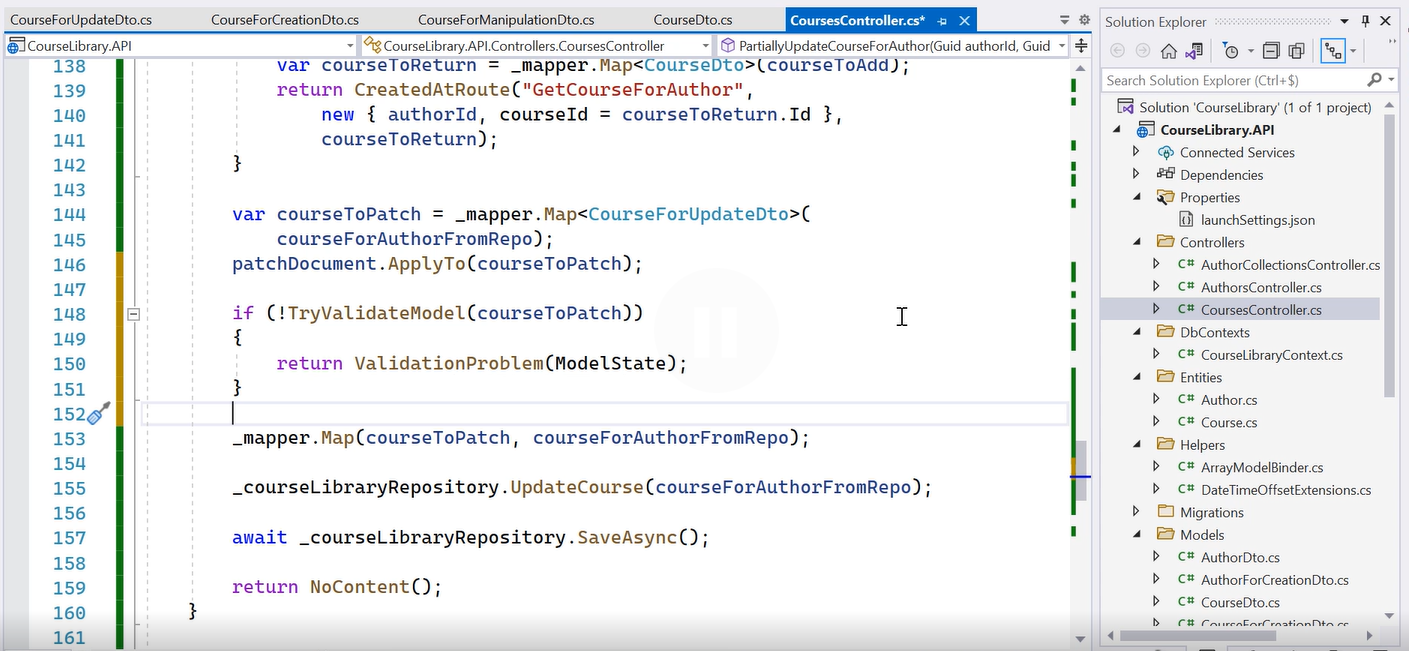 CourseForUpdateDto.cs CourseForCreationDto.cs CourseForManipulationDto.cs CourseDto.cs CoursesController.cs*
CourseLibrary.API CourseLibrary.API.Controllers.CoursesController PartiallyUpdateCourseForAuthor(Guid authorId, Guid
138 var courseToReturn = _mapper.Map<CourseDto>(courseToAdd);
139 return CreatedAtRoute("GetCourseForAuthor",
140 new { authorId, courseId = courseToReturn.Id },
141 courseToReturn);
142 }
143
144 var courseToPatch = _mapper.Map<CourseForUpdateDto>(
145 courseForAuthorFromRepo);
146 patchDocument.ApplyTo(courseToPatch);
147
148 if (!TryValidateModel(courseToPatch))
149 {
150 return ValidationProblem(ModelState);
151 }
152
153 _mapper.Map(courseToPatch, courseForAuthorFromRepo);
154
155 _courseLibraryRepository.UpdateCourse(courseForAuthorFromRepo);
156
157 await _courseLibraryRepository.SaveAsync();
158
159 return NoContent();
160 }
161
Solution Explorer
Search Solution Explorer (Ctrl+$)
Solution 'CourseLibrary' (1 of 1 project)
CourseLibrary.API
Connected Services
Dependencies
Properties
launchSettings.json
Controllers
C# AuthorCollectionsController.cs
C# AuthorsController.cs
C# CoursesController.cs
DbContexts
C# CourseLibraryContext.cs
Entities
C# Author.cs
C# Course.cs
Helpers
C# ArrayModelBinder.cs
C# DateTimeOffsetExtensions.cs
Migrations
Models
C# AuthorDto.cs
C# AuthorForCreationDto.cs
C# CourseDto.cs
C# CourseForCreationDto.cs